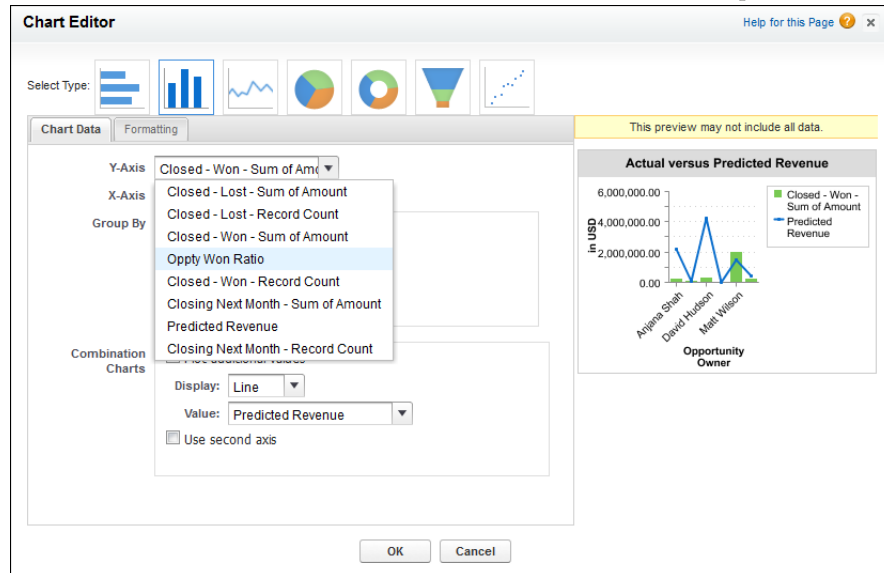 Chart Editor
Help for this Page
Select Type:
Chart Data
Formatting
This preview may not include all data.
Y-Axis
Closed - Won - Sum of Amo
X-Axis
Group By
Closed - Lost - Sum of Amount
Closed - Lost - Record Count
Closed - Won - Sum of Amount
Oppty Won Ratio
Closed - Won - Record Count
Closing Next Month - Sum of Amount
Predicted Revenue
Closing Next Month - Record Count
Combination
Charts
Plot additional values
Display:
Line
Value:
Predicted Revenue
Use second axis
OK
Cancel
Actual versus Predicted Revenue
6,000,000.00
4,000,000.00
2,000,000.00
0.00
in USD
Closed - Won -
Sum of Amount
Predicted
Revenue
Anjana Shah
David Hudson
Matt Wilson
Opportunity
Owner